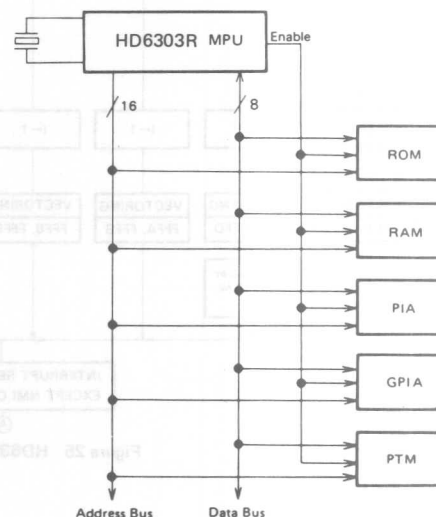 HD6303R MPU
Enable
16
8
ROM
RAM
PIA
GPIA
PTM
Address Bus
Data Bus